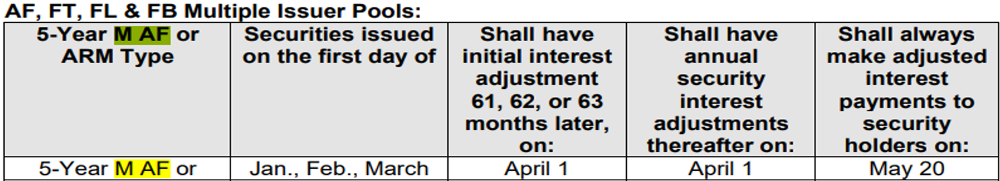 AF, FT, FL & FB Multiple Issuer Pools:
5-Year M AF or
ARM Type
Securities issued
on the first day of
Shall have
initial interest
adjustment
61, 62, or 63
months later,
on:
Shall have
annual
security
interest
adjustments
thereafter on:
Shall always
make adjusted
interest
payments to
security
holders on:
5-Year M AF or
Jan., Feb., March
April 1
April 1
May 20